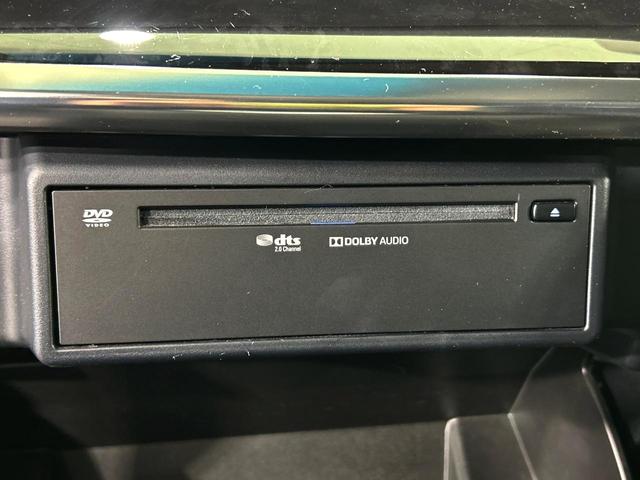 DVD
VIDEO
dts
2.0 Channel
DOLBY AUDIO